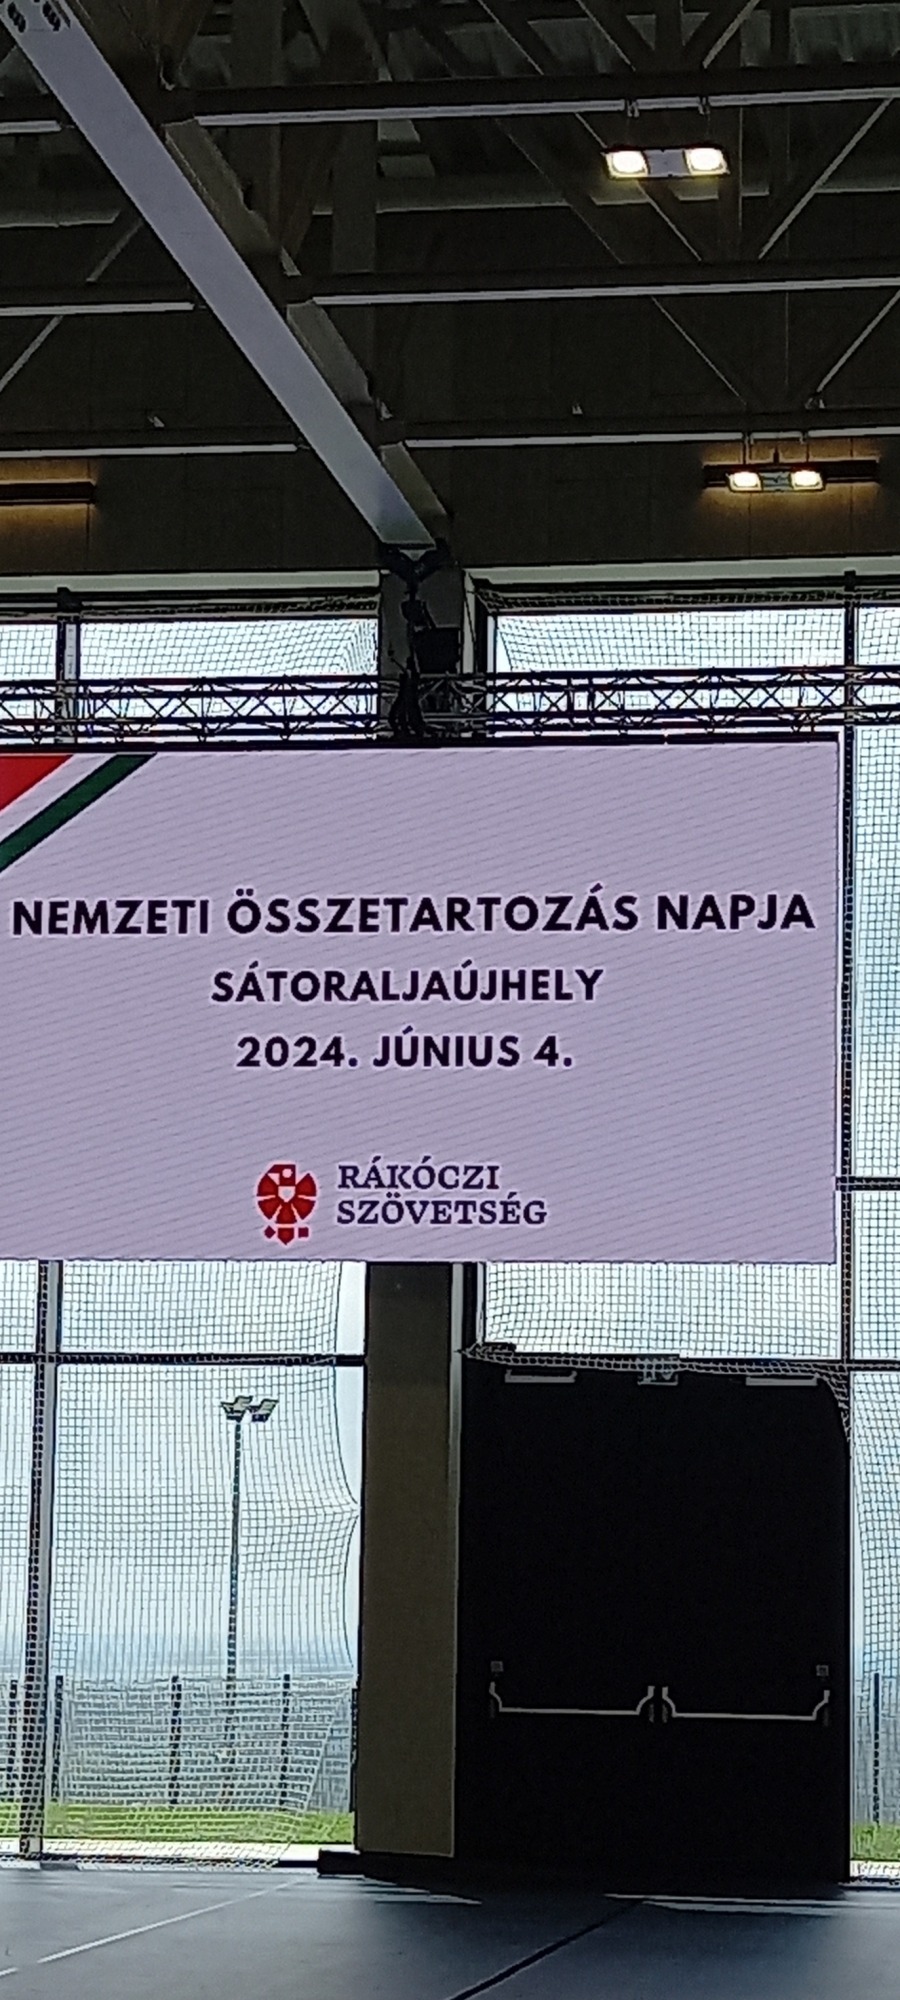 NEMZETI ÖSSZETARTOZÁS NAPJA
SÁTORALJAÚJHELY
2024. JÚNIUS 4.
RÁKÓCZI
SZÖVETSÉG